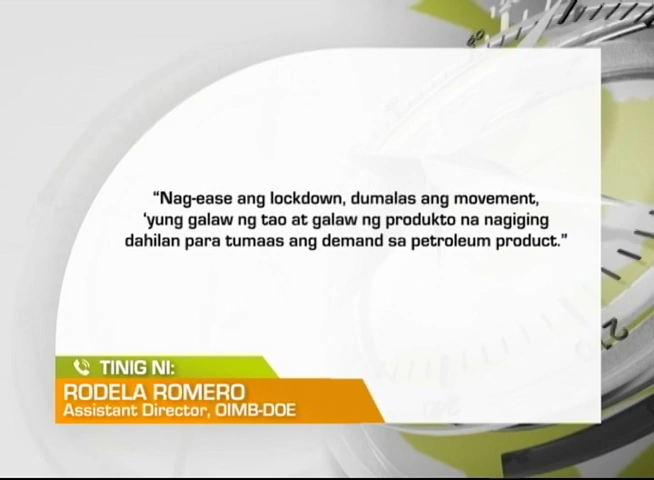 “Nag-ease ang lockdown, dumalas ang movement,
‘yung galaw ng tao at galaw ng produkto na nagiging
dahilan para tumaas ang demand sa petroleum product.”
TINIG NI:
RODELA ROMERO
Assistant Director, OIMB-DOE